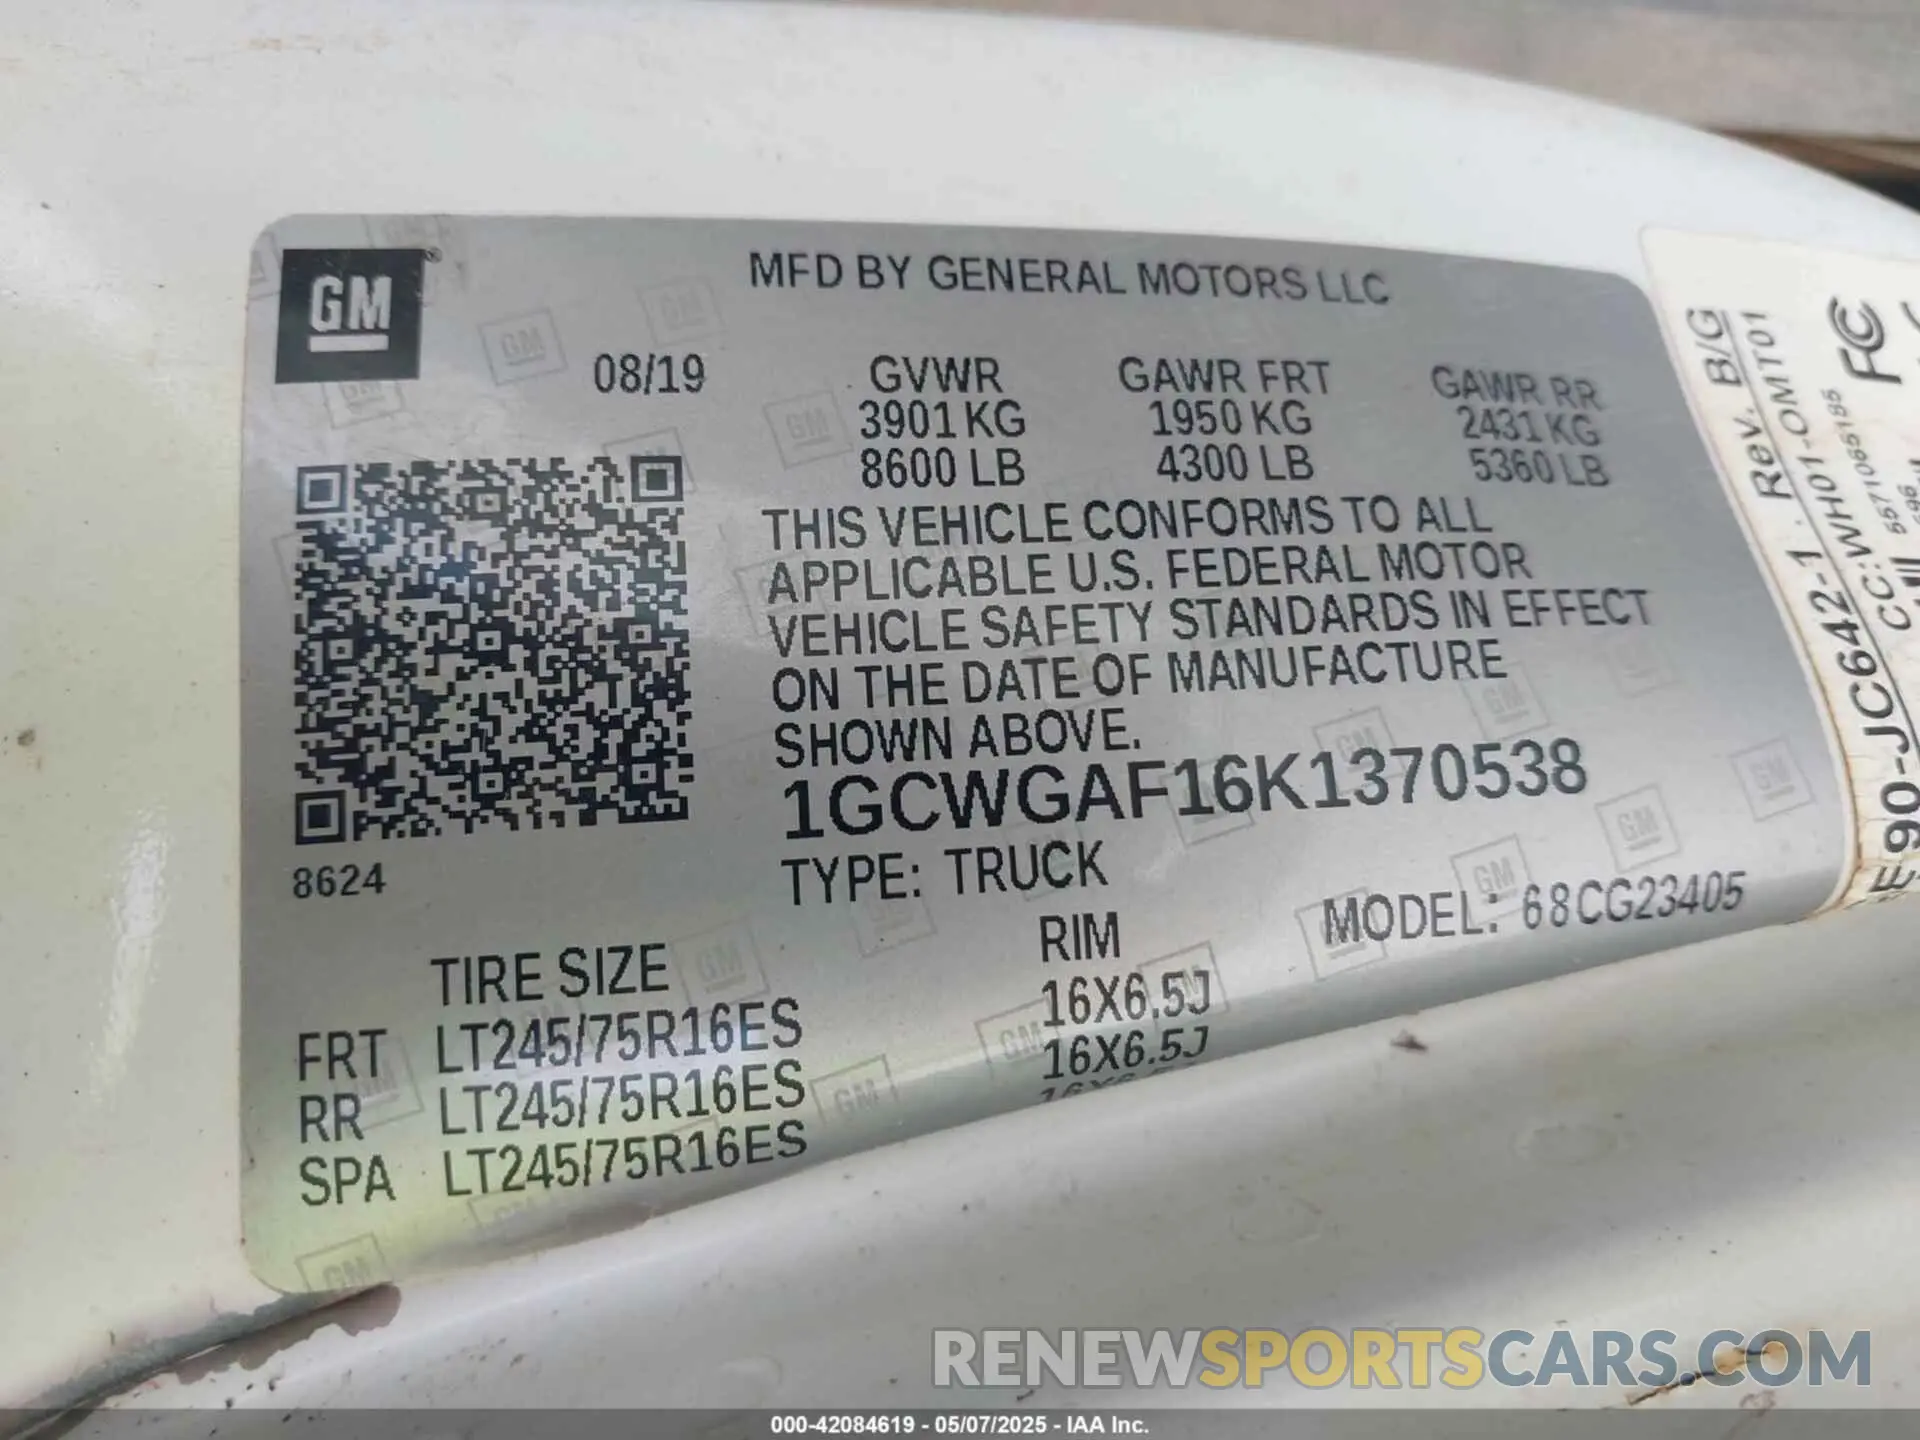 GM
MFD BY GENERAL MOTORS LLC
08/19
GVWR GAWR FRT GAWR RR
3901 KG 1950 KG 2431 KG
8600 LB 4300 LB 5360 LB
THIS VEHICLE CONFORMS TO ALL
APPLICABLE U.S. FEDERAL MOTOR
VEHICLE SAFETY STANDARDS IN EFFECT
ON THE DATE OF MANUFACTURE
SHOWN ABOVE.
1GCWGAF16K1370538
8624
TYPE: TRUCK
MODEL: 68CG23405
TIRE SIZE RIM
FRT LT245/75R16ES 16X6.5J
RR LT245/75R16ES 16X6.5J
SPA LT245/75R16ES 16X6.5J
E90-JC642-1 . Rev. B/G
CC:WH01-OMT01
5571065185
FC
RENEWSPORTSCARS.COM
000-42084619 - 05/07/2025 - IAA Inc.